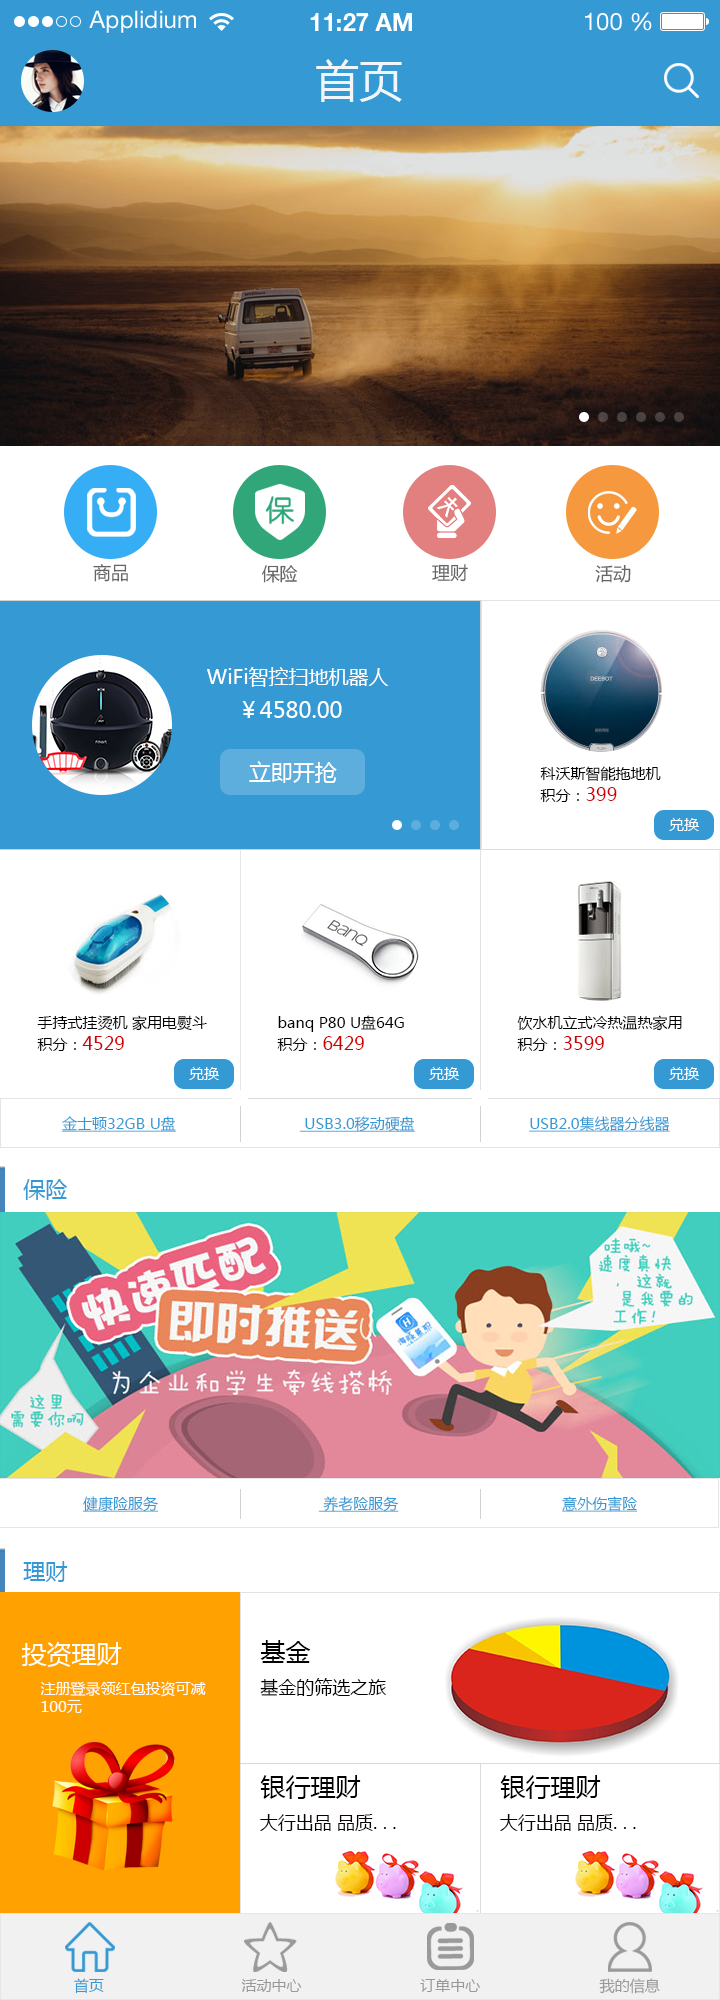 Applidium 11:27 AM 100 %
首页
商品 保险 理财 活动
保
WiFi智控扫地机器人
¥ 4580.00
立即开抢
DEEBOT
科沃斯智能拖地机
积分：399
兑换
BanQ
手持式挂烫机 家用电熨斗
积分：4529
兑换
banq P80 U盘64G
积分：6429
兑换
饮水机立式冷热温热家用
积分：3599
兑换
金士顿32GB U盘 USB3.0移动硬盘 USB2.0集线器分线器
保险
快速匹配
即时推送
为企业和学生牵线搭桥
哇哦~
速度真快
，这就
是我要的
工作！
这里
需要你啊
健康险服务 养老险服务 意外伤害险
理财
投资理财
注册登录领红包投资可减
100元
基金
基金的筛选之旅
银行理财
大行出品 品质...
银行理财
大行出品 品质...
首页 活动中心 订单中心 我的信息